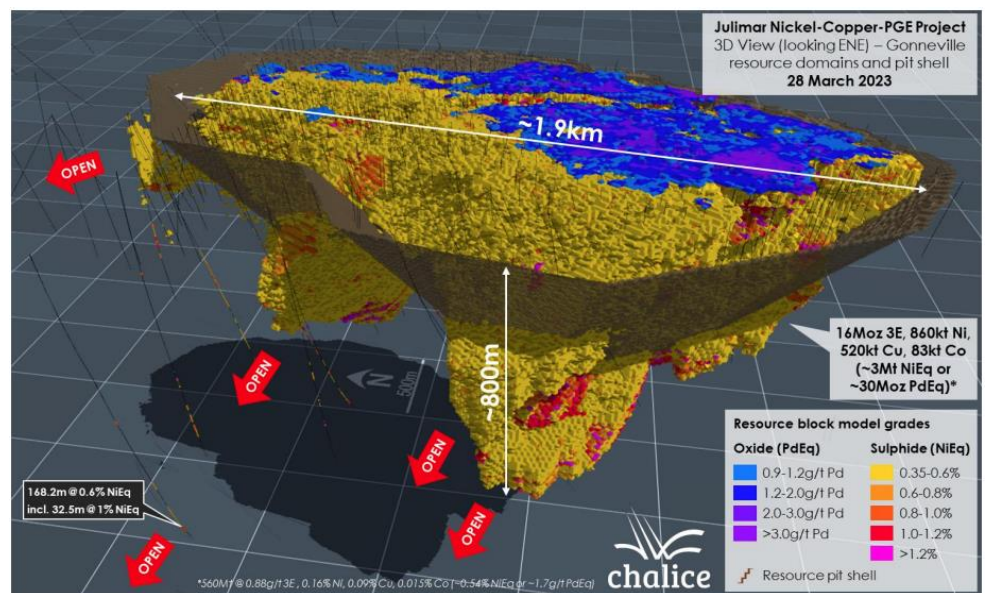 Julimar Nickel-Copper-PGE Project
3D View (looking ENE) – Gonneville
resource domains and pit shell
28 March 2023
~1.9km
OPEN
~800m
16Moz 3E, 860kt Ni,
520kt Cu, 83kt Co
(~3Mt NiEq or
~30Moz PdEq)*
OPEN
N
500m
OPEN
OPEN
OPEN
168.2m @ 0.6% NiEq
incl. 32.5m @ 1% NiEq
Resource block model grades
Oxide (PdEq)
0.9-1.2g/t Pd
1.2-2.0g/t Pd
2.0-3.0g/t Pd
>3.0g/t Pd
Sulphide (NiEq)
0.35-0.6%
0.6-0.8%
0.8-1.0%
1.0-1.2%
>1.2%
Resource pit shell
chalice
*560Mt @ 0.88g/t 3E, 0.16% Ni, 0.09% Cu, 0.015% Co (~0.54% NiEq or ~1.7g/t PdEq)